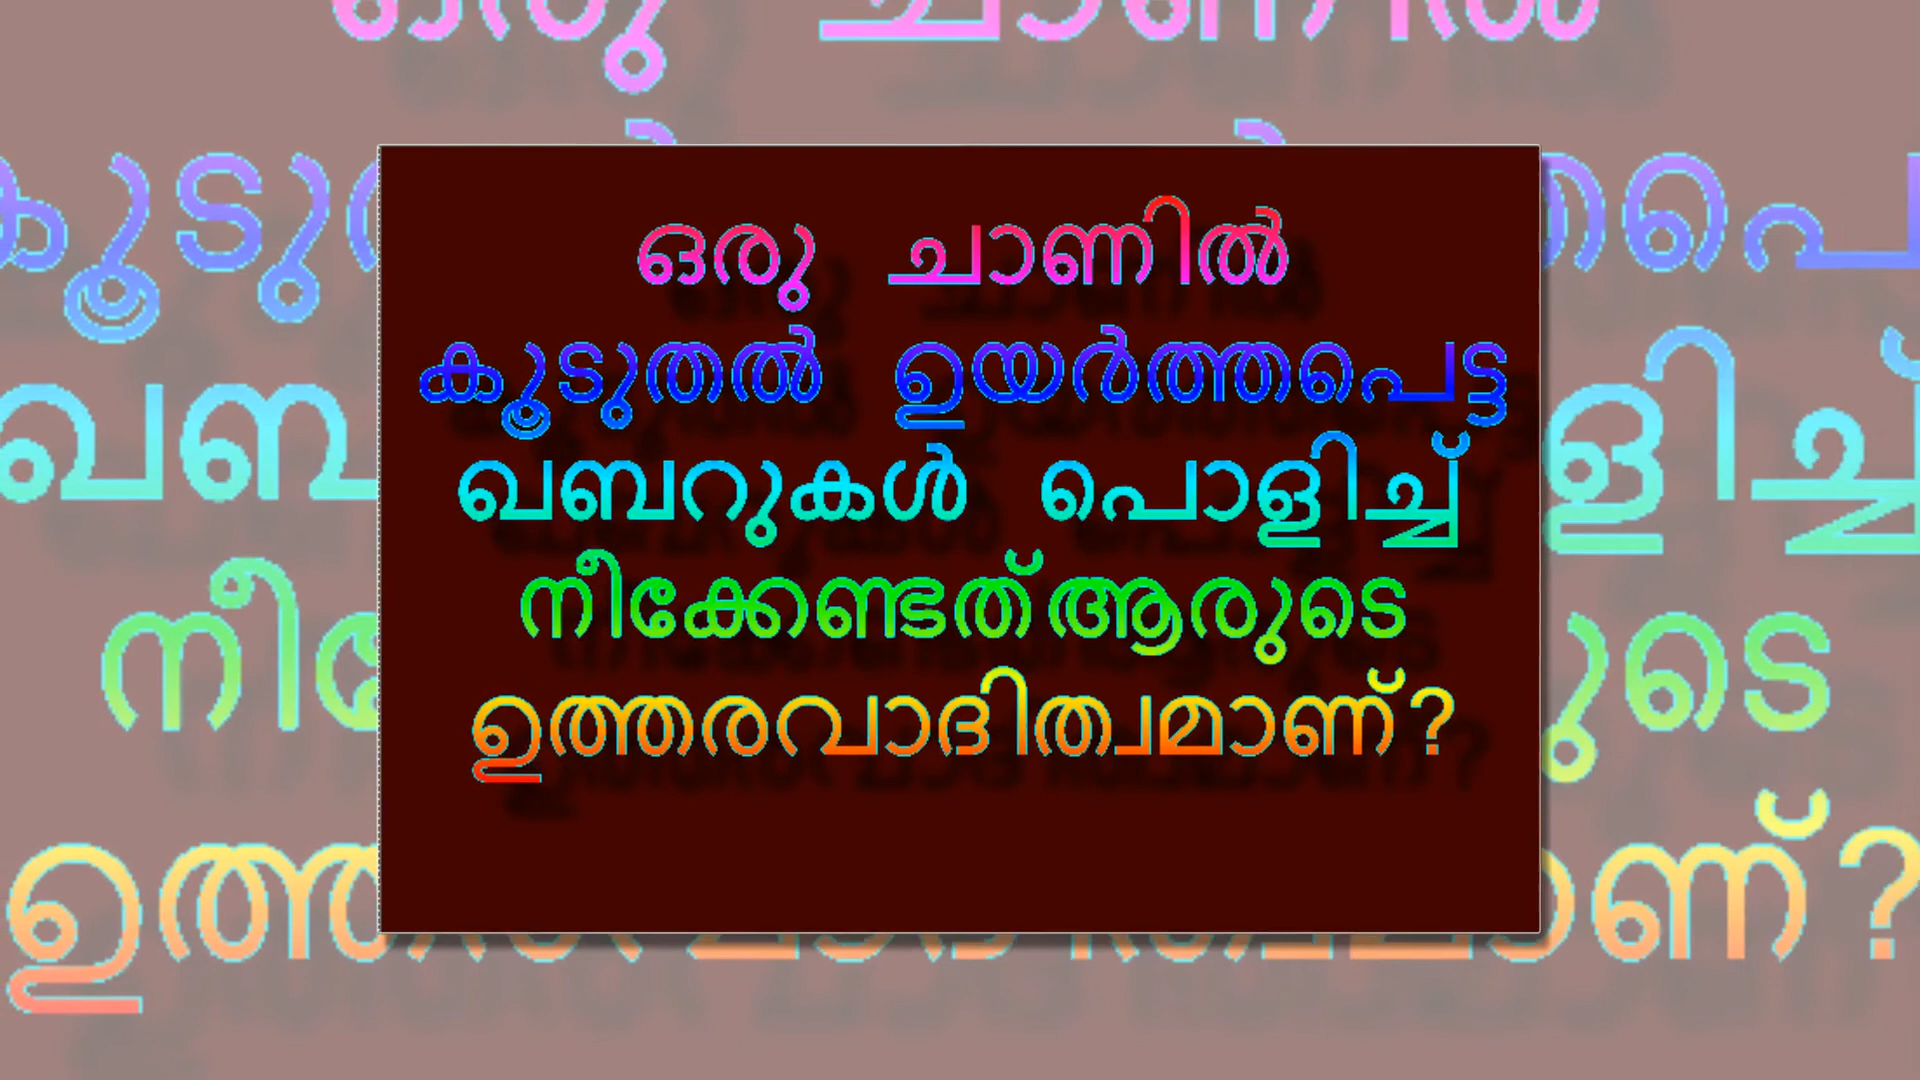 ഒരു ചാണിൽ
കൂടുതൽ ഉയർത്തപെട്ട
ഖബറുകൾ പൊളിച്ച്
നീക്കേണ്ടത് ആരുടെ
ഉത്തരവാദിത്വമാണ്?